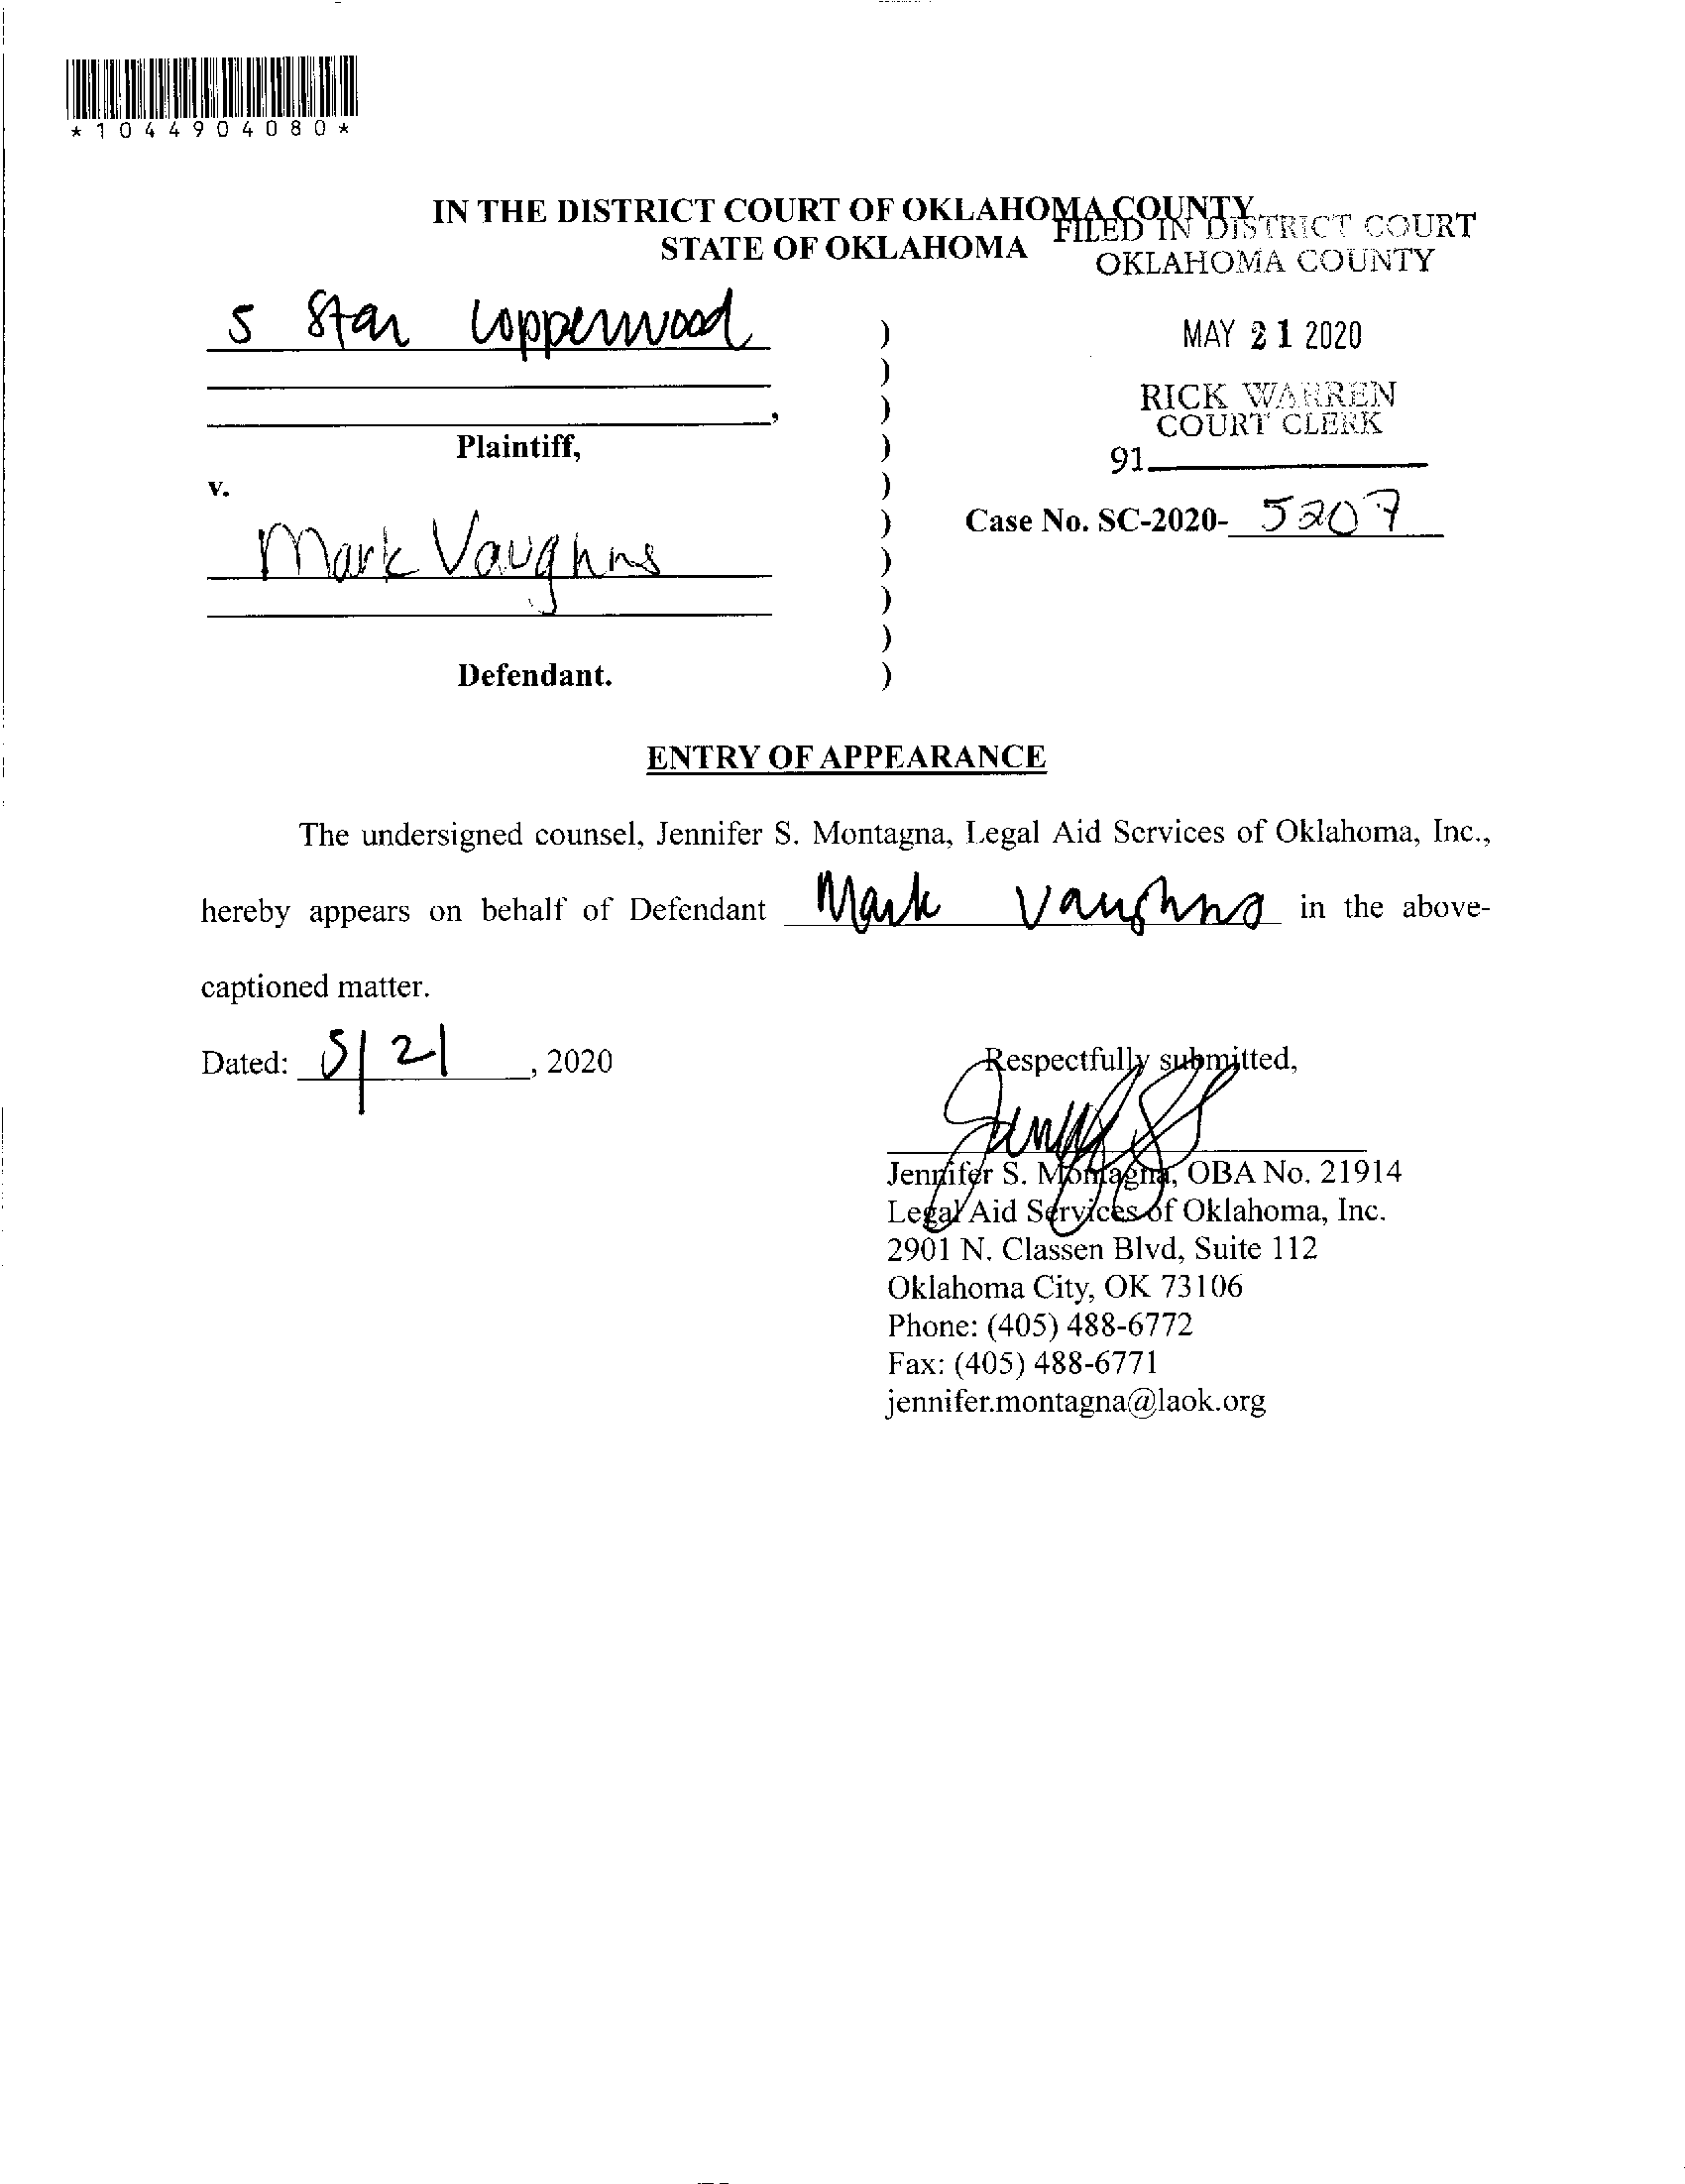 *1044904080*
IN THE DISTRICT COURT OF OKLAHOMA COUNTY
STATE OF OKLAHOMA
FILED IN DISTRICT COURT
OKLAHOMA COUNTY
MAY 21 2020
RICK WARREN
COURT CLERK
91
5 Star Copperwood
,
Plaintiff,
v.
Case No. SC-2020- 5207
Mark Vaughns
Defendant.
ENTRY OF APPEARANCE
The undersigned counsel, Jennifer S. Montagna, Legal Aid Services of Oklahoma, Inc.,
hereby appears on behalf of Defendant Mark Vaughns in the above-
captioned matter.
Dated: 5/21, 2020
Respectfully submitted,
Jennifer S. Montagna, OBA No. 21914
Legal Aid Services of Oklahoma, Inc.
2901 N. Classen Blvd, Suite 112
Oklahoma City, OK 73106
Phone: (405) 488-6772
Fax: (405) 488-6771
jennifer.montagna@laok.org